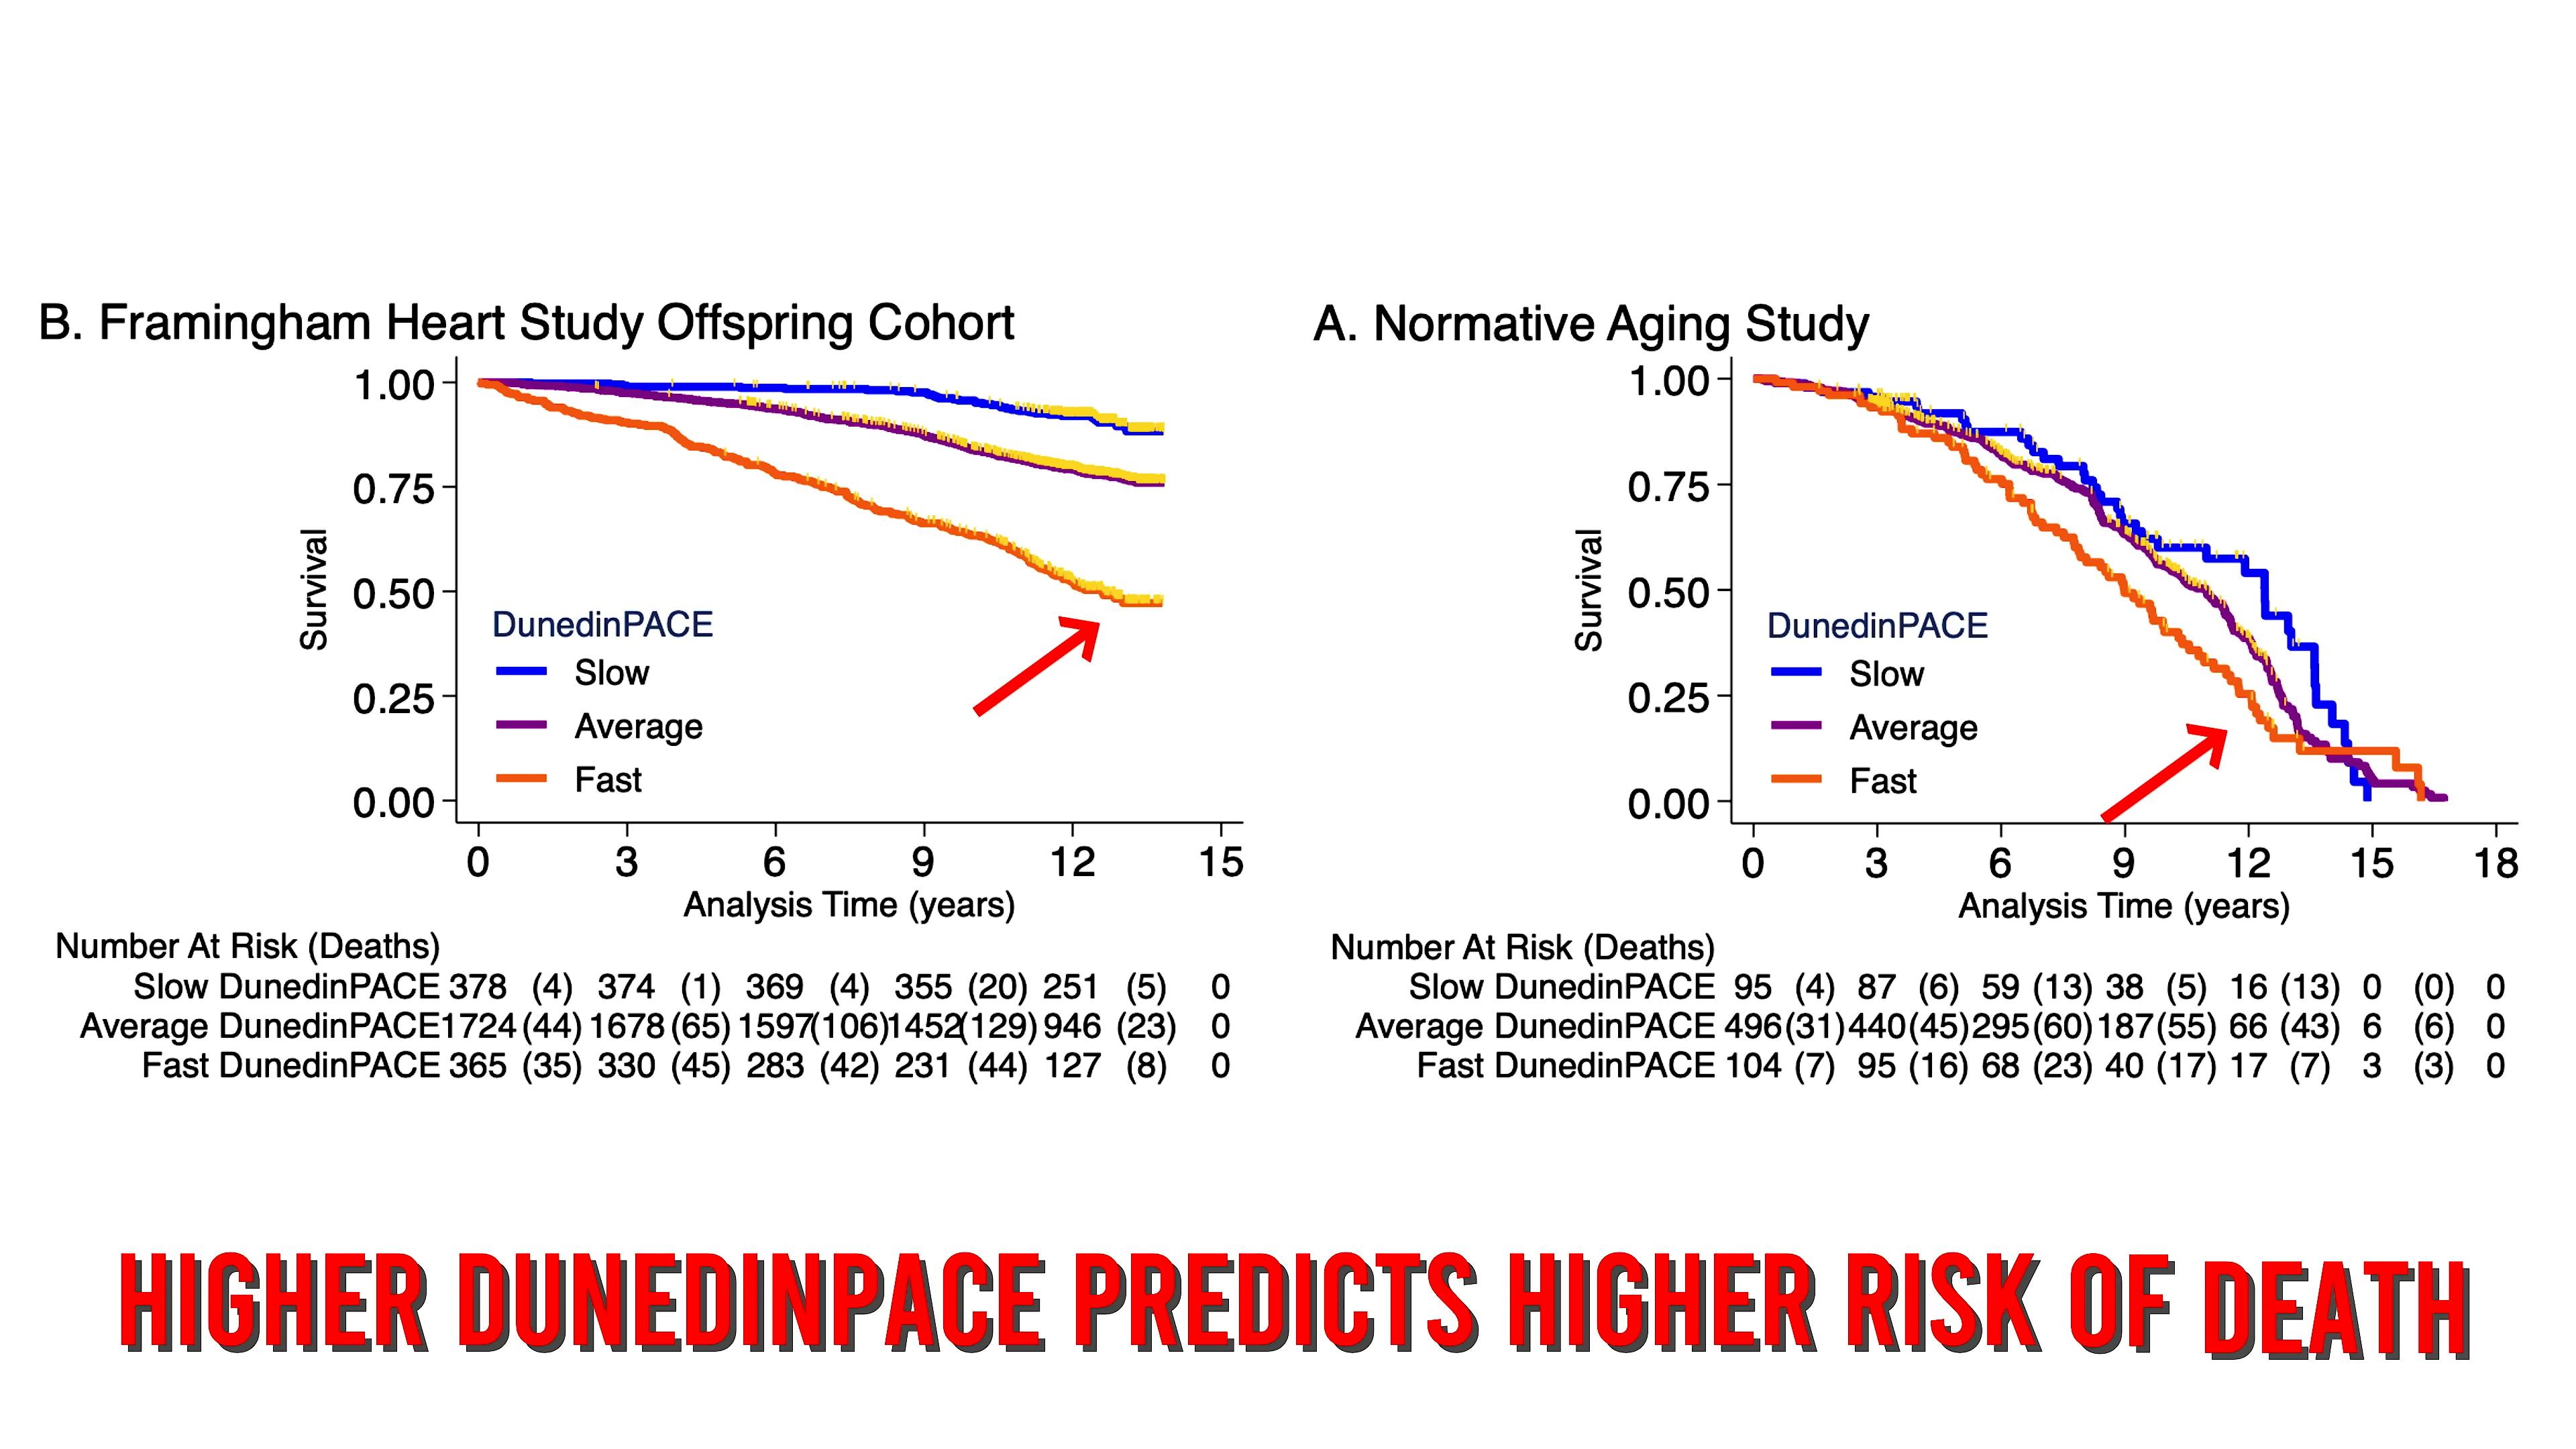 B. Framingham Heart Study Offspring Cohort
1.00
0.75
0.50
0.25
0.00
Survival
DunedinPACE
Slow
Average
Fast
0 3 6 9 12 15
Analysis Time (years)
Number At Risk (Deaths)
Slow DunedinPACE 378 (4) 374 (1) 369 (4) 355 (20) 251 (5) 0
Average DunedinPACE 1724 (44) 1678 (65) 1597 (106) 1452 (129) 946 (23) 0
Fast DunedinPACE 365 (35) 330 (45) 283 (42) 231 (44) 127 (8) 0
A. Normative Aging Study
1.00
0.75
0.50
0.25
0.00
Survival
DunedinPACE
Slow
Average
Fast
0 3 6 9 12 15 18
Analysis Time (years)
Number At Risk (Deaths)
Slow DunedinPACE 95 (4) 87 (6) 59 (13) 38 (5) 16 (13) 0 (0) 0
Average DunedinPACE 496 (31) 440 (45) 295 (60) 187 (55) 66 (43) 6 (6) 0
Fast DunedinPACE 104 (7) 95 (16) 68 (23) 40 (17) 17 (7) 3 (3) 0
HIGHER DUNEDINPACE PREDICTS HIGHER RISK OF DEATH